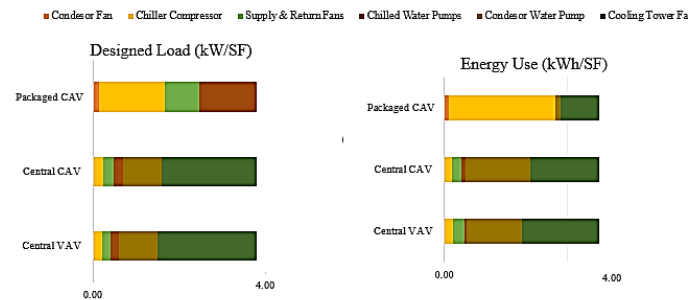 Condesor Fan Chiller Compressor Supply & Return Fans Chilled Water Pumps Condesor Water Pump Cooling Tower Fa
Designed Load (kW/SF)
Packaged CAV
Central CAV
Central VAV
0.00 4.00
Energy Use (kWh/SF)
Packaged CAV
Central CAV
Central VAV
0.00 4.00